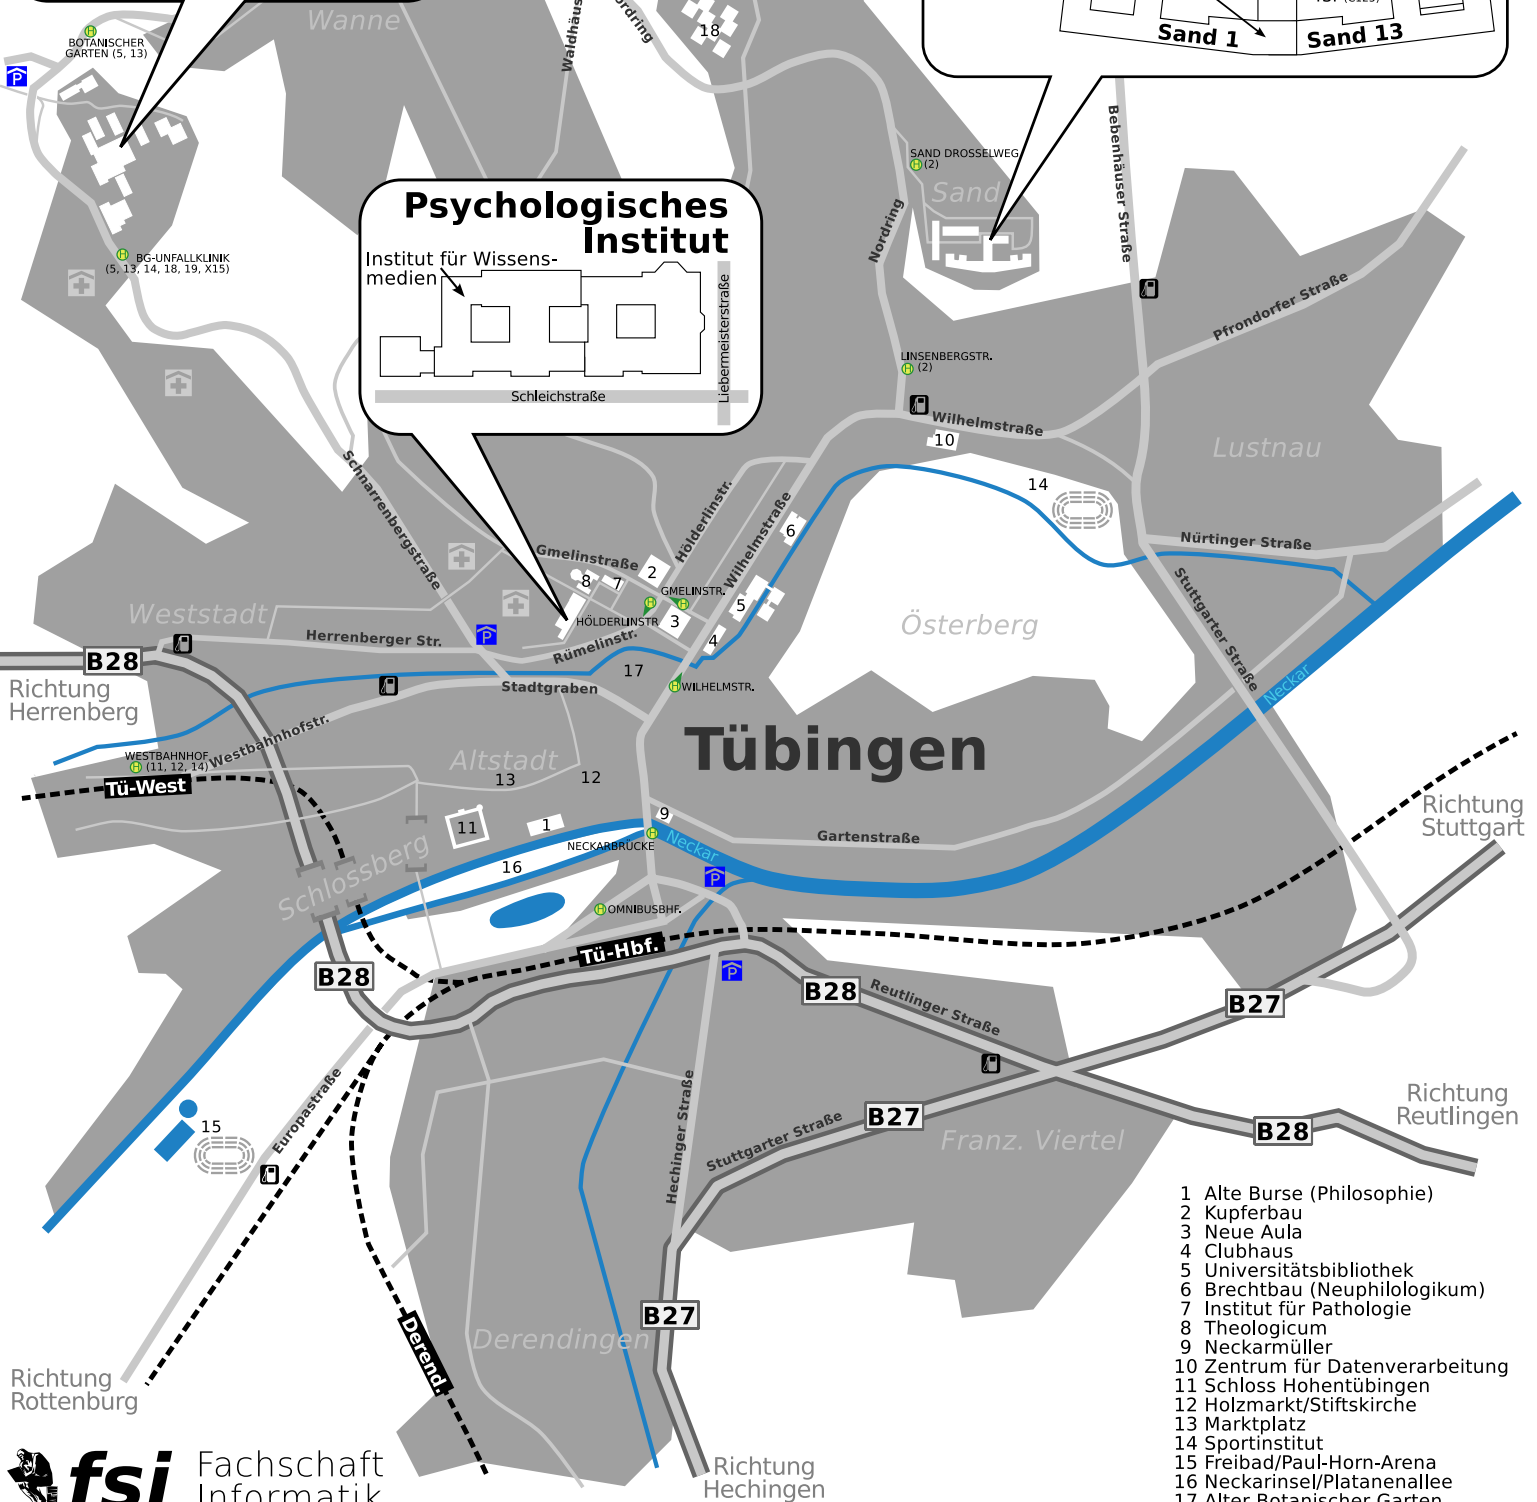 Wanne
Waldhäus
ordring
18
Sand 1
Sand 13
BOTANISCHER
GARTEN (5, 13)
P
SAND DROSSELWEG
(2)
Sand
Bebenhäuser Straße
Nordring
Psychologisches
Institut
Institut für Wissens-
medien
Liebermeisterstraße
Schleichstraße
BG-UNFALLKLINIK
(5, 13, 14, 18, 19, X15)
Pfrondorfer Straße
LINSENBERGSTR.
(2)
Wilhelmstraße
10
Lustnau
14
Schnarrenbergstraße
Hölderlinstr.
Wilhelmstraße
6
Gmelinstraße
2
8
7
GMELINSTR.
5
HÖLDERLINSTR
3
4
Nürtinger Straße
Stuttgarter Straße
Österberg
Weststadt
Herrenberger Str.
P
Rümelinstr.
17
B28
Richtung
Herrenberg
Stadtgraben
WILHELMSTR.
Neckar
Westbahnhofstr.
WESTBAHNHOF
(11, 12, 14)
Tü-West
Altstadt
13
12
Tübingen
11
1
9
NECKARBRÜCKE
Neckar
Gartenstraße
Richtung
Stuttgart
Schlossberg
16
P
OMNIBUSBHF.
Tü-Hbf.
P
B28
B28
Reutlinger Straße
B27
Europastraße
15
Hechinger Straße
Stuttgarter Straße
B27
Franz. Viertel
B28
Richtung
Reutlingen
B27
Derendingen
Derend.
Richtung
Rottenburg
Richtung
Hechingen
1 Alte Burse (Philosophie)
2 Kupferbau
3 Neue Aula
4 Clubhaus
5 Universitätsbibliothek
6 Brechtbau (Neuphilologikum)
7 Institut für Pathologie
8 Theologicum
9 Neckarmüller
10 Zentrum für Datenverarbeitung
11 Schloss Hohentübingen
12 Holzmarkt/Stiftskirche
13 Marktplatz
14 Sportinstitut
15 Freibad/Paul-Horn-Arena
16 Neckarinsel/Platanenallee
17 Alter Botanischer Garten
fsi
Fachschaft
Informatik